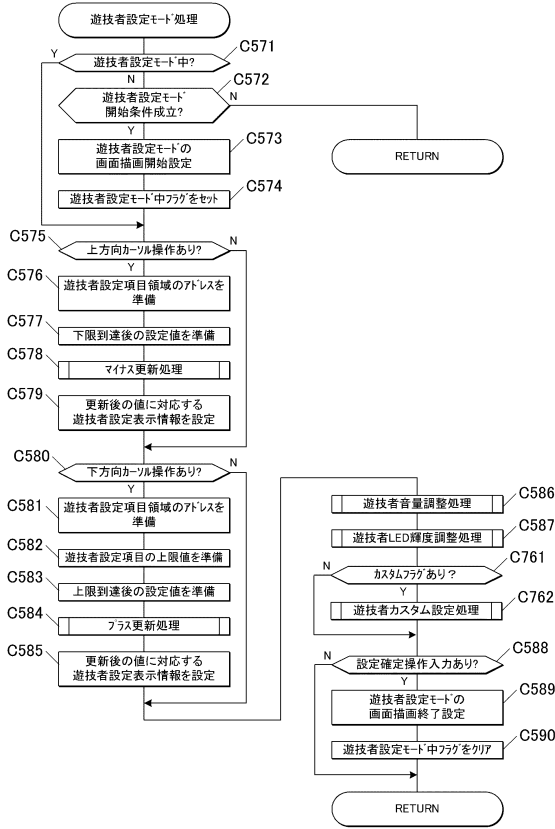 遊技者設定モード処理
C571
Y
遊技者設定モード中?
N
C572
遊技者設定モード
開始条件成立?
N
Y
C573
遊技者設定モードの
画面描画開始設定
RETURN
C574
遊技者設定モード中フラグをセット
C575
上方向カーソル操作あり?
N
Y
C576
遊技者設定項目領域のアドレスを
準備
C577
下限到達後の設定値を準備
C578
マイナス更新処理
C579
更新後の値に対応する
遊技者設定表示情報を設定
C580
下方向カーソル操作あり?
N
Y
C581
遊技者設定項目領域のアドレスを
準備
C582
遊技者設定項目の上限値を準備
C583
上限到達後の設定値を準備
C584
プラス更新処理
C585
更新後の値に対応する
遊技者設定表示情報を設定
遊技者音量調整処理
C586
遊技者LED輝度調整処理
C587
C761
N
カスタムフラグあり?
Y
C762
遊技者カスタム設定処理
C588
N
設定確定操作入力あり?
Y
C589
遊技者設定モードの
画面描画終了設定
C590
遊技者設定モード中フラグをクリア
RETURN